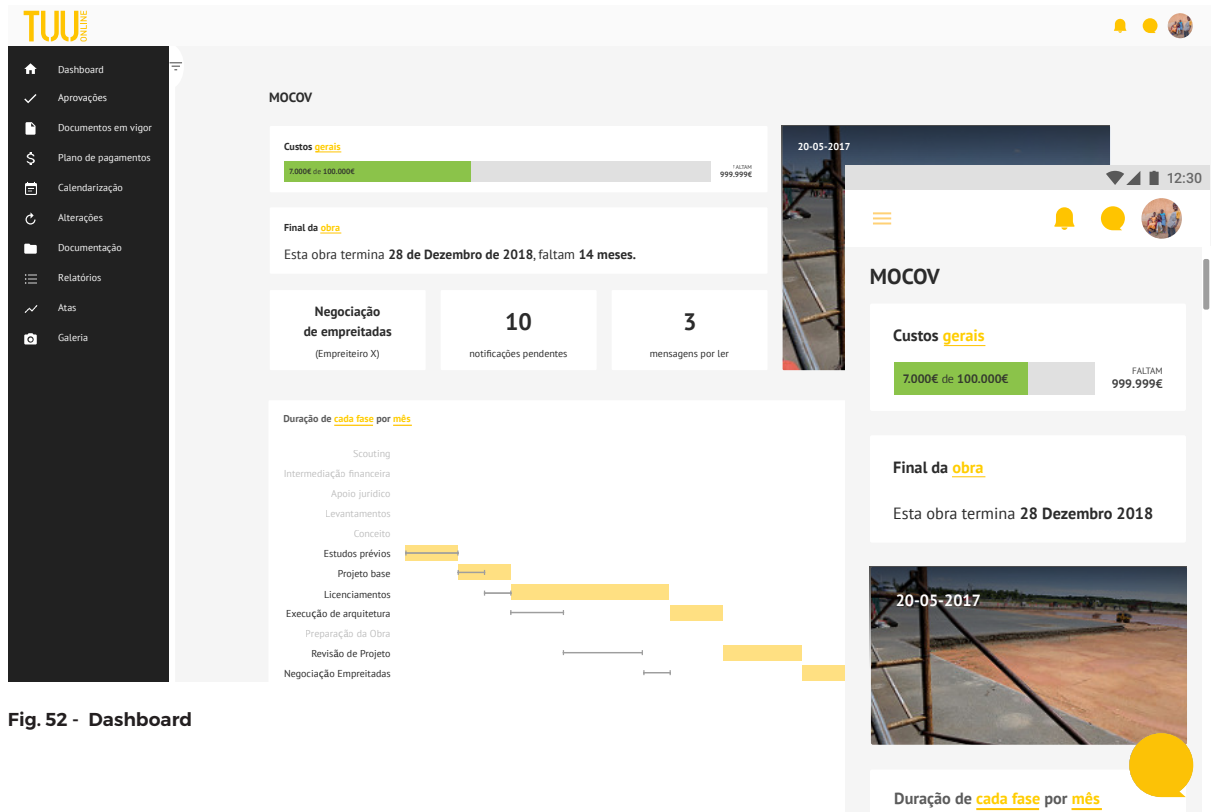 TUU
ONLINE
Dashboard
Aprovações
Documentos em vigor
Plano de pagamentos
Calendarização
Alterações
Documentação
Relatórios
Atas
Galeria
MOCOV
Custos gerais
7.000€ de 100.000€
FALTAM
999.999€
Final da obra
Esta obra termina 28 de Dezembro de 2018, faltam 14 meses.
Negociação
de empreitadas
(Empreiteiro X)
10
notificações pendentes
3
mensagens por ler
20-05-2017
Duração de cada fase por mês
Scouting
Intermediação financeira
Apoio jurídico
Levantamentos
Conceito
Estudos prévios
Projeto base
Licenciamentos
Execução de arquitetura
Preparação da Obra
Revisão de Projeto
Negociação Empreitadas
12:30
MOCOV
Custos gerais
7.000€ de 100.000€
FALTAM
999.999€
Final da obra
Esta obra termina 28 Dezembro 2018
20-05-2017
Duração de cada fase por mês
Fig. 52 - Dashboard